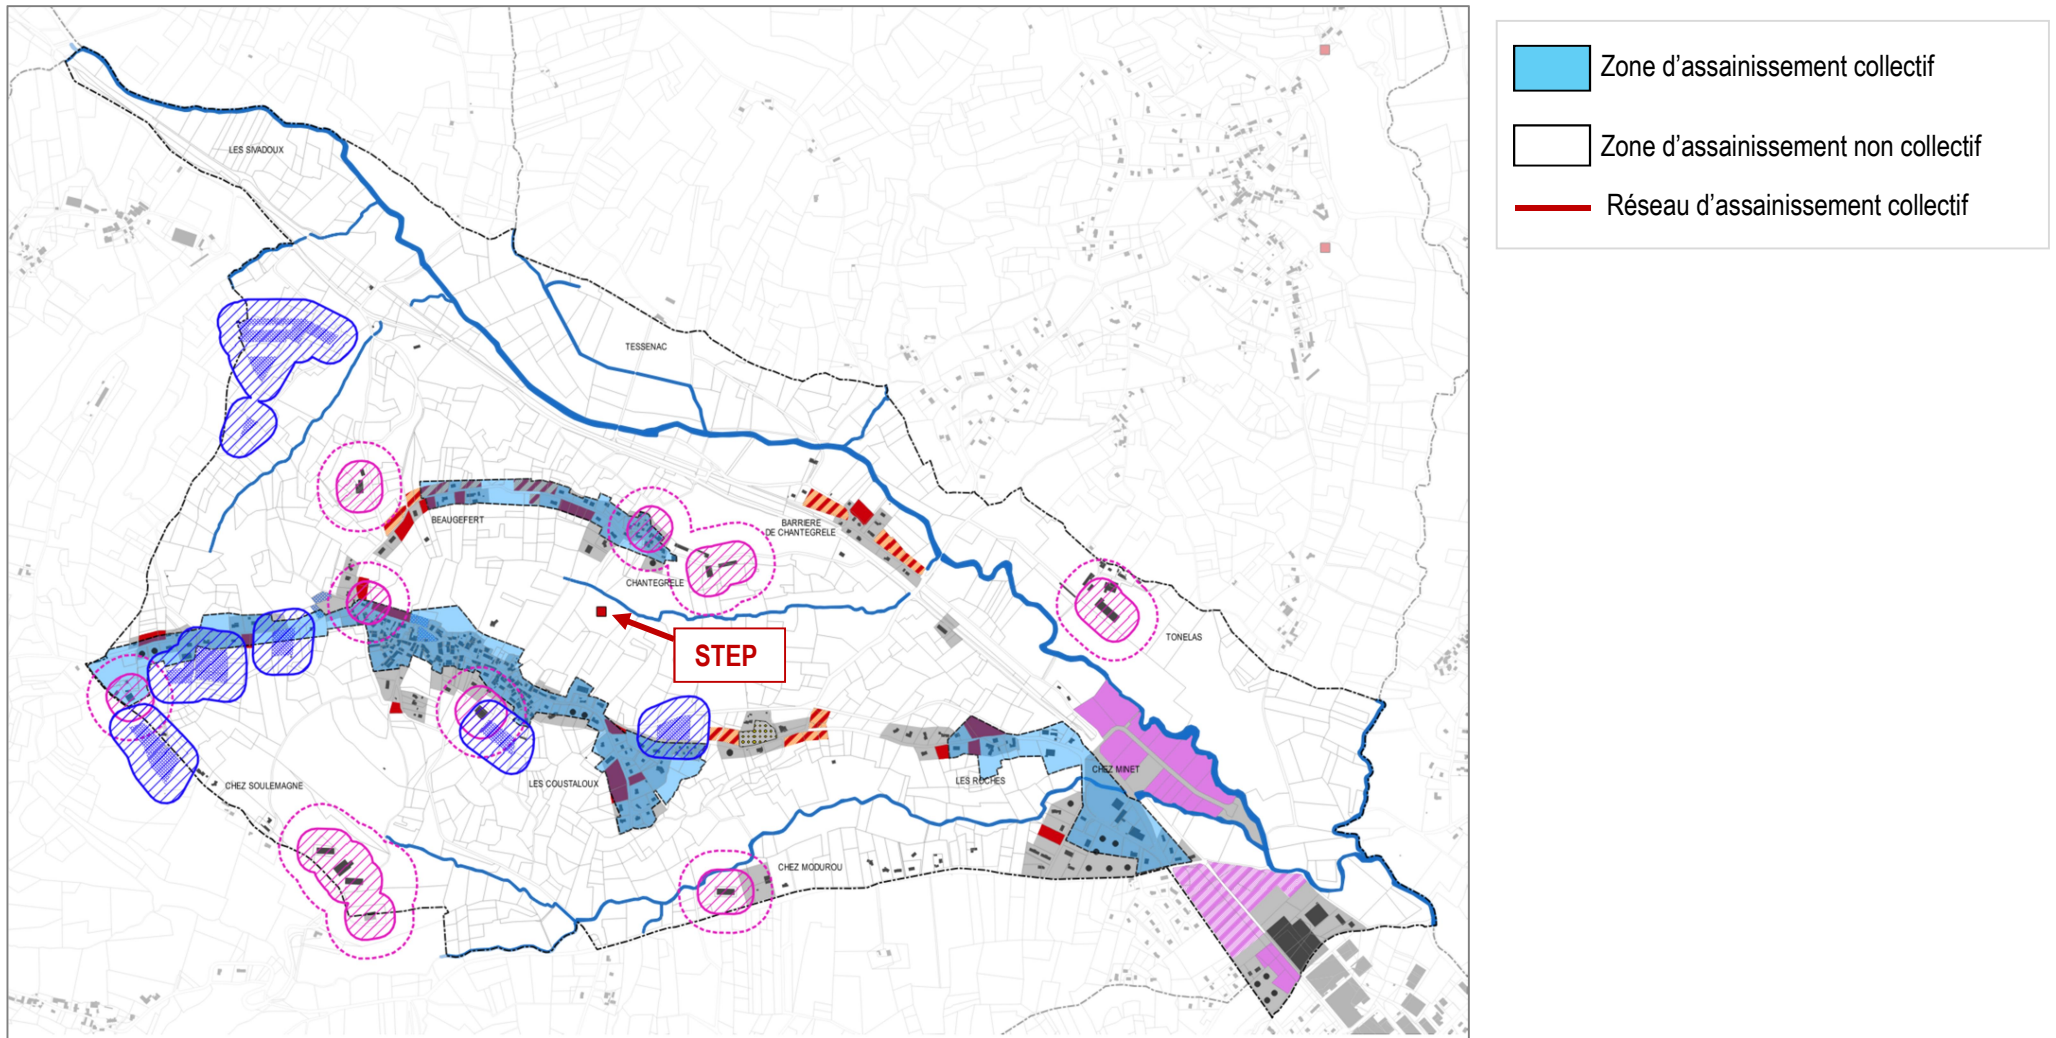 Zone d'assainissement collectif
Zone d'assainissement non collectif
Réseau d'assainissement collectif
LES SIVADOUX
TESSENAC
BEAUGEFERT
BARRIERE
DE CHANTEGRELE
CHANTEGRELE
STEP
TONELAS
CHEZ SOULEMAGNE
LES COUSTALOUX
LES ROCHES
CHEZ MINET
CHEZ MODUROU